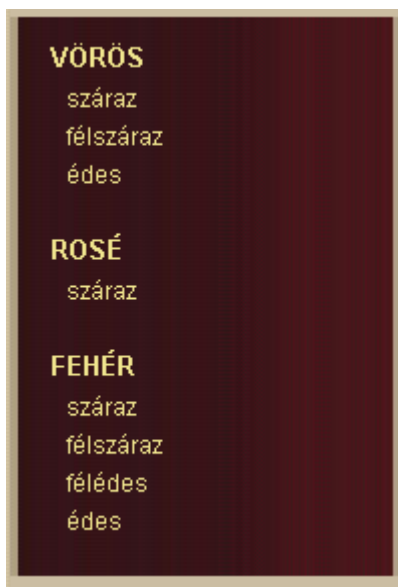 VÖRÖS
száraz
félszáraz
édes
ROSÉ
száraz
FEHÉR
száraz
félszáraz
félédes
édes